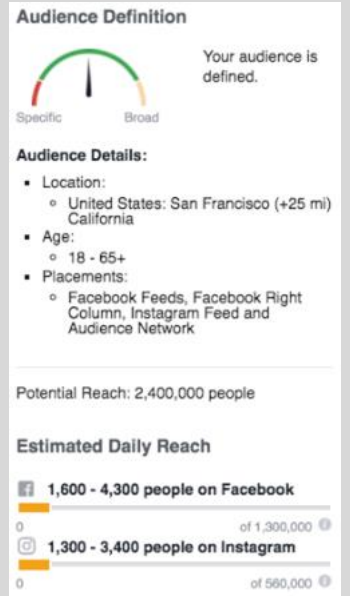 Audience Definition
Your audience is
defined.
Specific
Broad
Audience Details:
Location:
United States: San Francisco (+25 mi)
California
Age:
18 - 65+
Placements:
Facebook Feeds, Facebook Right
Column, Instagram Feed and
Audience Network
Potential Reach: 2,400,000 people
Estimated Daily Reach
1,600 - 4,300 people on Facebook
0 of 1,300,000
1,300 - 3,400 people on Instagram
0 of 560,000